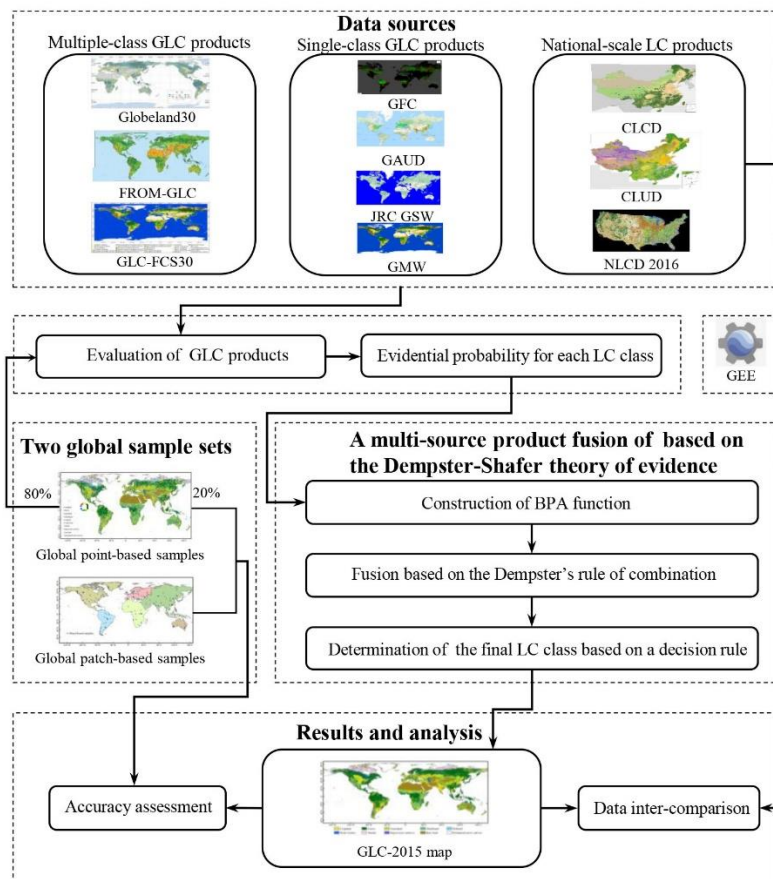 Data sources
Multiple-class GLC products
Single-class GLC products
National-scale LC products
Globeland30
FROM-GLC
GLC-FCS30
GFC
GAUD
JRC GSW
GMW
CLCD
CLUD
NLCD 2016
Evaluation of GLC products
Evidential probability for each LC class
GEE
Two global sample sets
80%
20%
Global point-based samples
Global patch-based samples
A multi-source product fusion of based on
the Dempster-Shafer theory of evidence
Construction of BPA function
Fusion based on the Dempster's rule of combination
Determination of the final LC class based on a decision rule
Results and analysis
Accuracy assessment
GLC-2015 map
Data inter-comparison